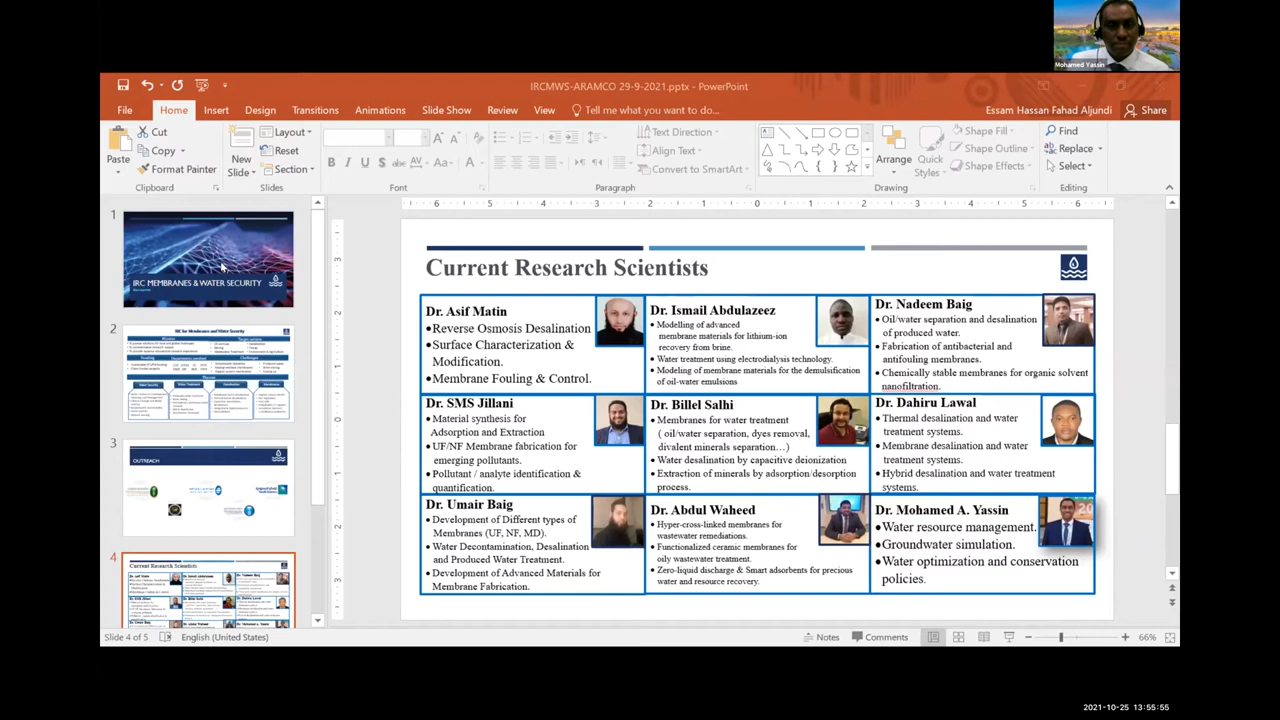 Mohamed Yassin
IRCMWS-ARAMCO 29-9-2021.pptx - PowerPoint
File
Home
Insert
Design
Transitions
Animations
Slide Show
Review
View
Tell me what you want to do...
Essam Hassan Fahad Aljundi
Share
Paste
Cut
Copy
Format Painter
Clipboard
New
Slide
Layout
Reset
Section
Slides
Font
Text Direction
Align Text
Convert to SmartArt
Paragraph
Arrange
Quick
Styles
Shape Fill
Shape Outline
Shape Effects
Drawing
Find
Replace
Select
Editing
1
IRC MEMBRANES & WATER SECURITY
2
IRC for Membranes and Water Security
3
OUTREACH
4
Current Research Scientists
Current Research Scientists
Dr. Asif Matin
•Reverse Osmosis Desalination
•Surface Characterization &
Modification.
•Membrane Fouling & Control.
Dr. Ismail Abdulazeez
• Modelling of advanced
membrane materials for lithium-ion
recovery from brine.
• Water treatment using electrodialysis technology.
• Modeling of membrane materials for the demulsification
of oil-water emulsions
Dr. Nadeem Baig
• Oil/water separation and desalination
of produced water.
• Fabrication of antibacterial and
antifouling membranes.
• Chemically stable membranes for organic solvent
nanofiltration.
Dr. SMS Jillani
• Material synthesis for
Adsorption and Extraction
• UF/NF Membrane fabrication for
emerging pollutants.
• Pollutant / analyte identification &
quantification.
Dr. Billel Salhi
• Membranes for water treatment
( oil/water separation, dyes removal,
divalent minerals separation…)
• Water desalination by capacitive deionization
• Extraction of minerals by adsorption/desorption
process.
Dr. Dahiru Lawal
• Thermal desalination and water
treatment systems.
• Membrane desalination and water
treatment systems.
• Hybrid desalination and water treatment
systems.
Dr. Umair Baig
• Development of Different types of
Membranes (UF, NF, MD).
• Water Decontamination, Desalination
and Produced Water Treatment.
• Development of Advanced Materials for
Membrane Fabrication.
Dr. Abdul Waheed
• Hyper-cross-linked membranes for
wastewater remediations.
• Functionalized ceramic membranes for
oily wastewater treatment.
• Zero-liquid discharge & Smart adsorbents for precious
water and resource recovery.
Dr. Mohamed A. Yassin
•Water resource management.
•Groundwater simulation.
•Water optimization and conservation
policies.
Slide 4 of 5
English (United States)
Notes
Comments
66%
2021-10-25 13:55:55